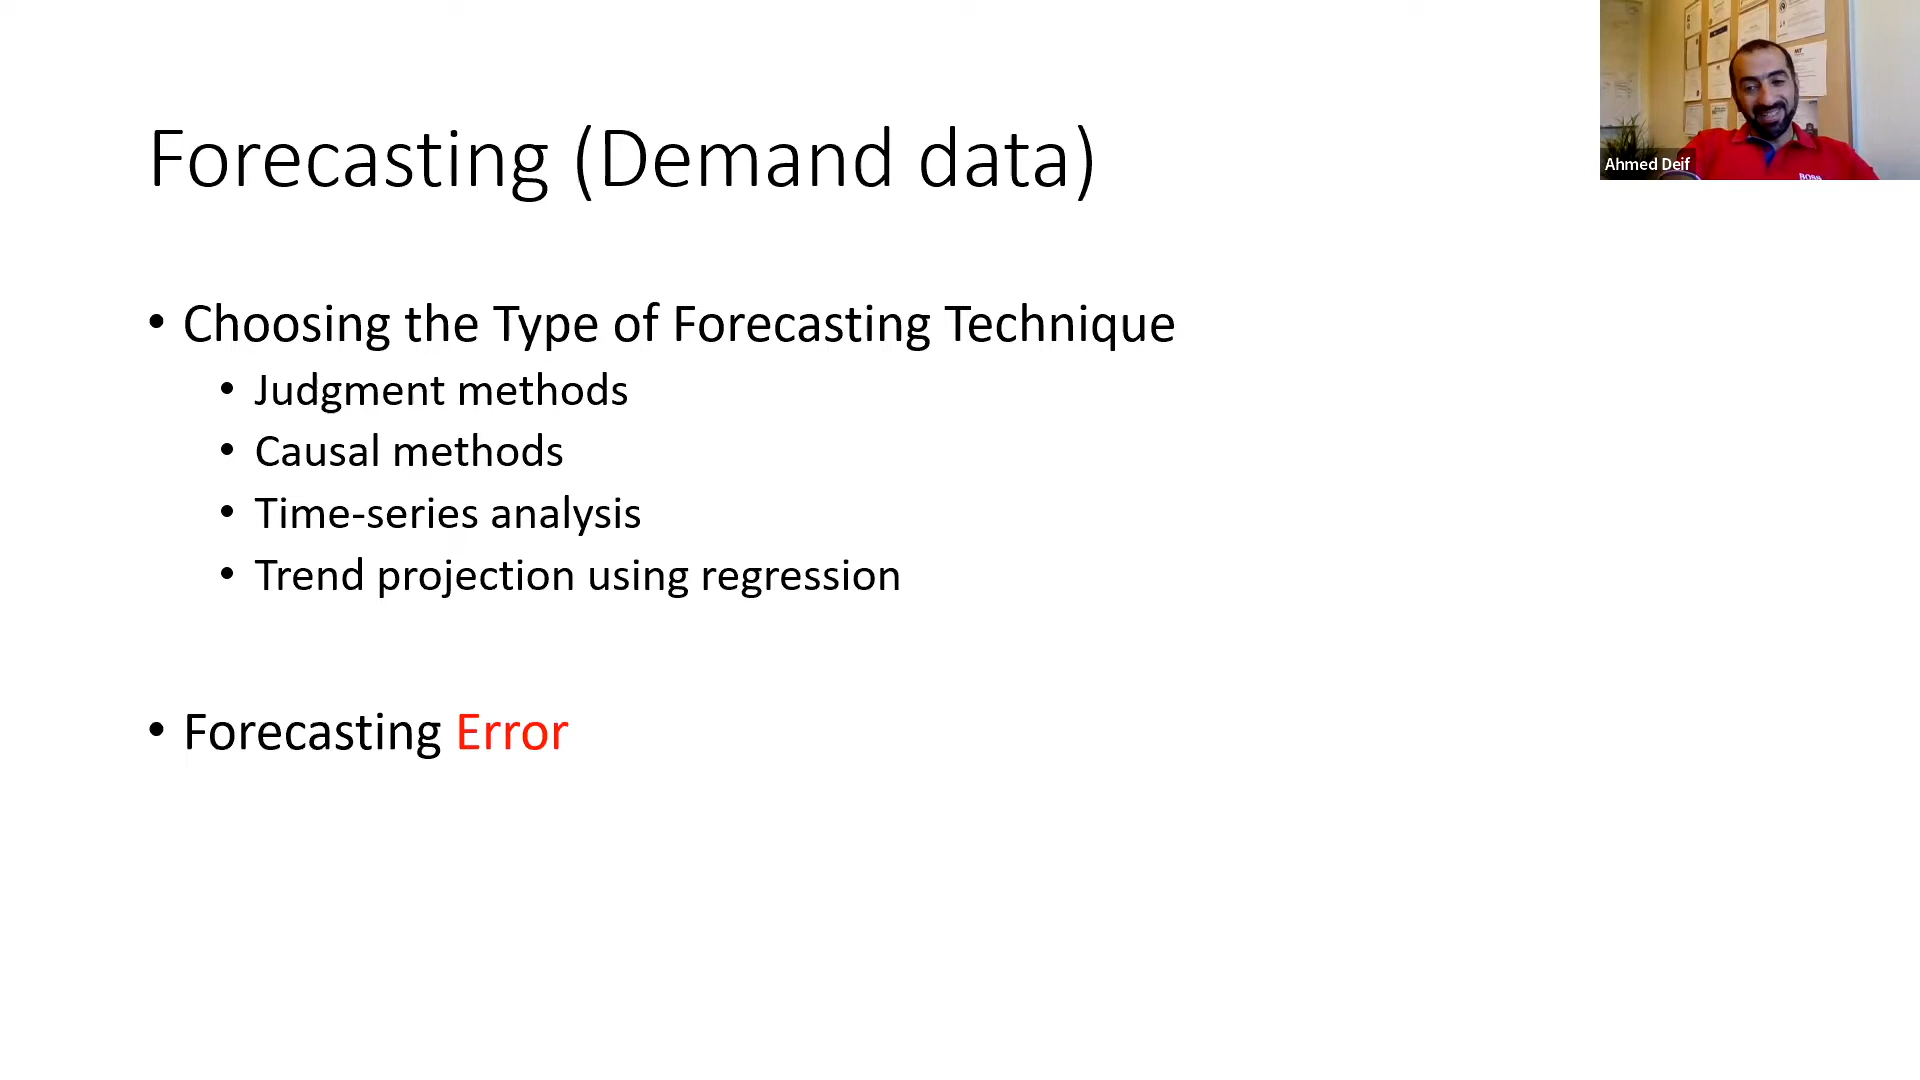 Forecasting (Demand data)
• Choosing the Type of Forecasting Technique
• Judgment methods
• Causal methods
• Time-series analysis
• Trend projection using regression
• Forecasting Error
Ahmed Deif
BOSS